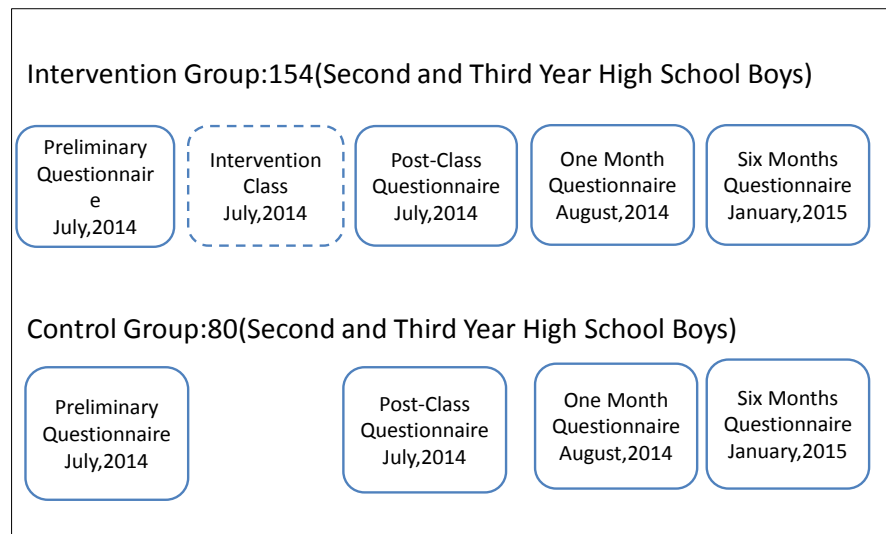 Intervention Group:154(Second and Third Year High School Boys)
Preliminary
Questionnair
e
July,2014
Intervention
Class
July,2014
Post-Class
Questionnaire
July,2014
One Month
Questionnaire
August,2014
Six Months
Questionnaire
January,2015
Control Group:80(Second and Third Year High School Boys)
Preliminary
Questionnaire
July,2014
Post-Class
Questionnaire
July,2014
One Month
Questionnaire
August,2014
Six Months
Questionnaire
January,2015